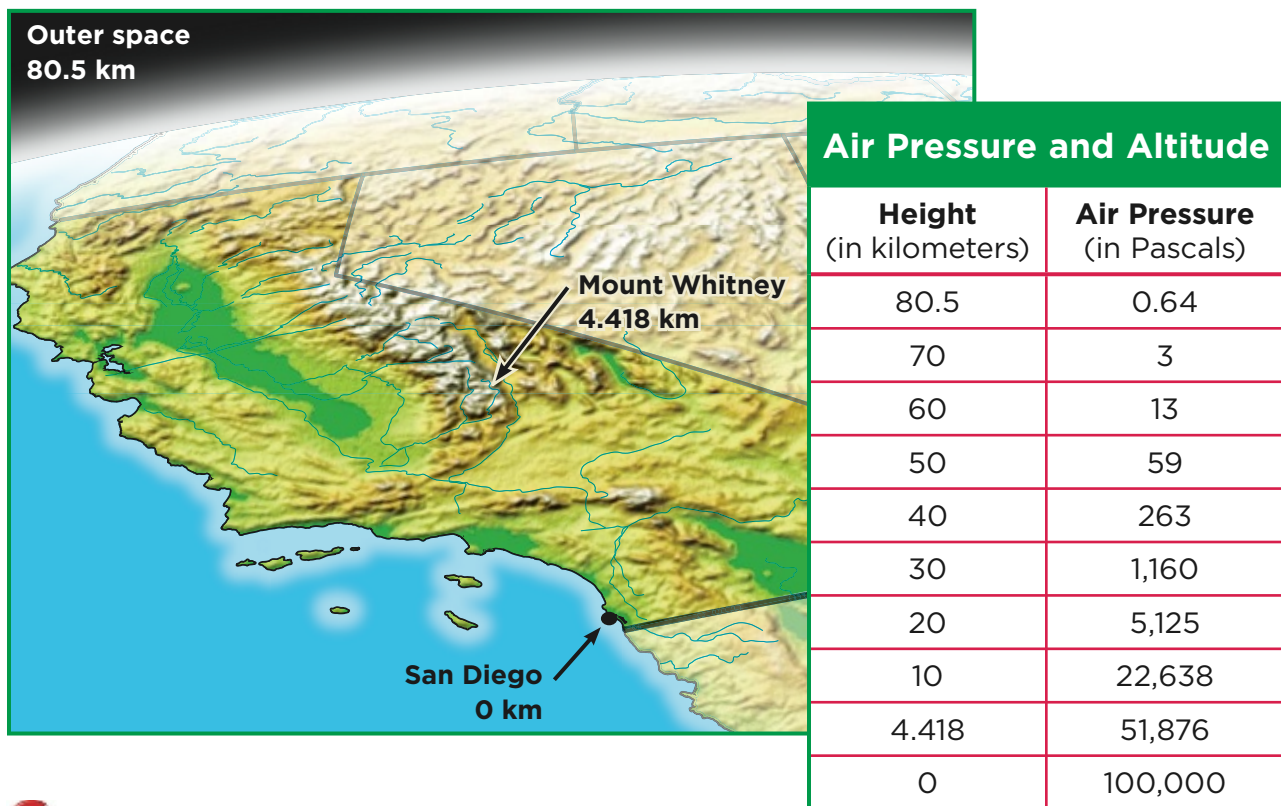 Outer space
80.5 km
Mount Whitney
4.418 km
San Diego
0 km
Air Pressure and Altitude
Height Air Pressure
(in kilometers) (in Pascals)
80.5 0.64
70 3
60 13
50 59
40 263
30 1,160
20 5,125
10 22,638
4.418 51,876
0 100,000